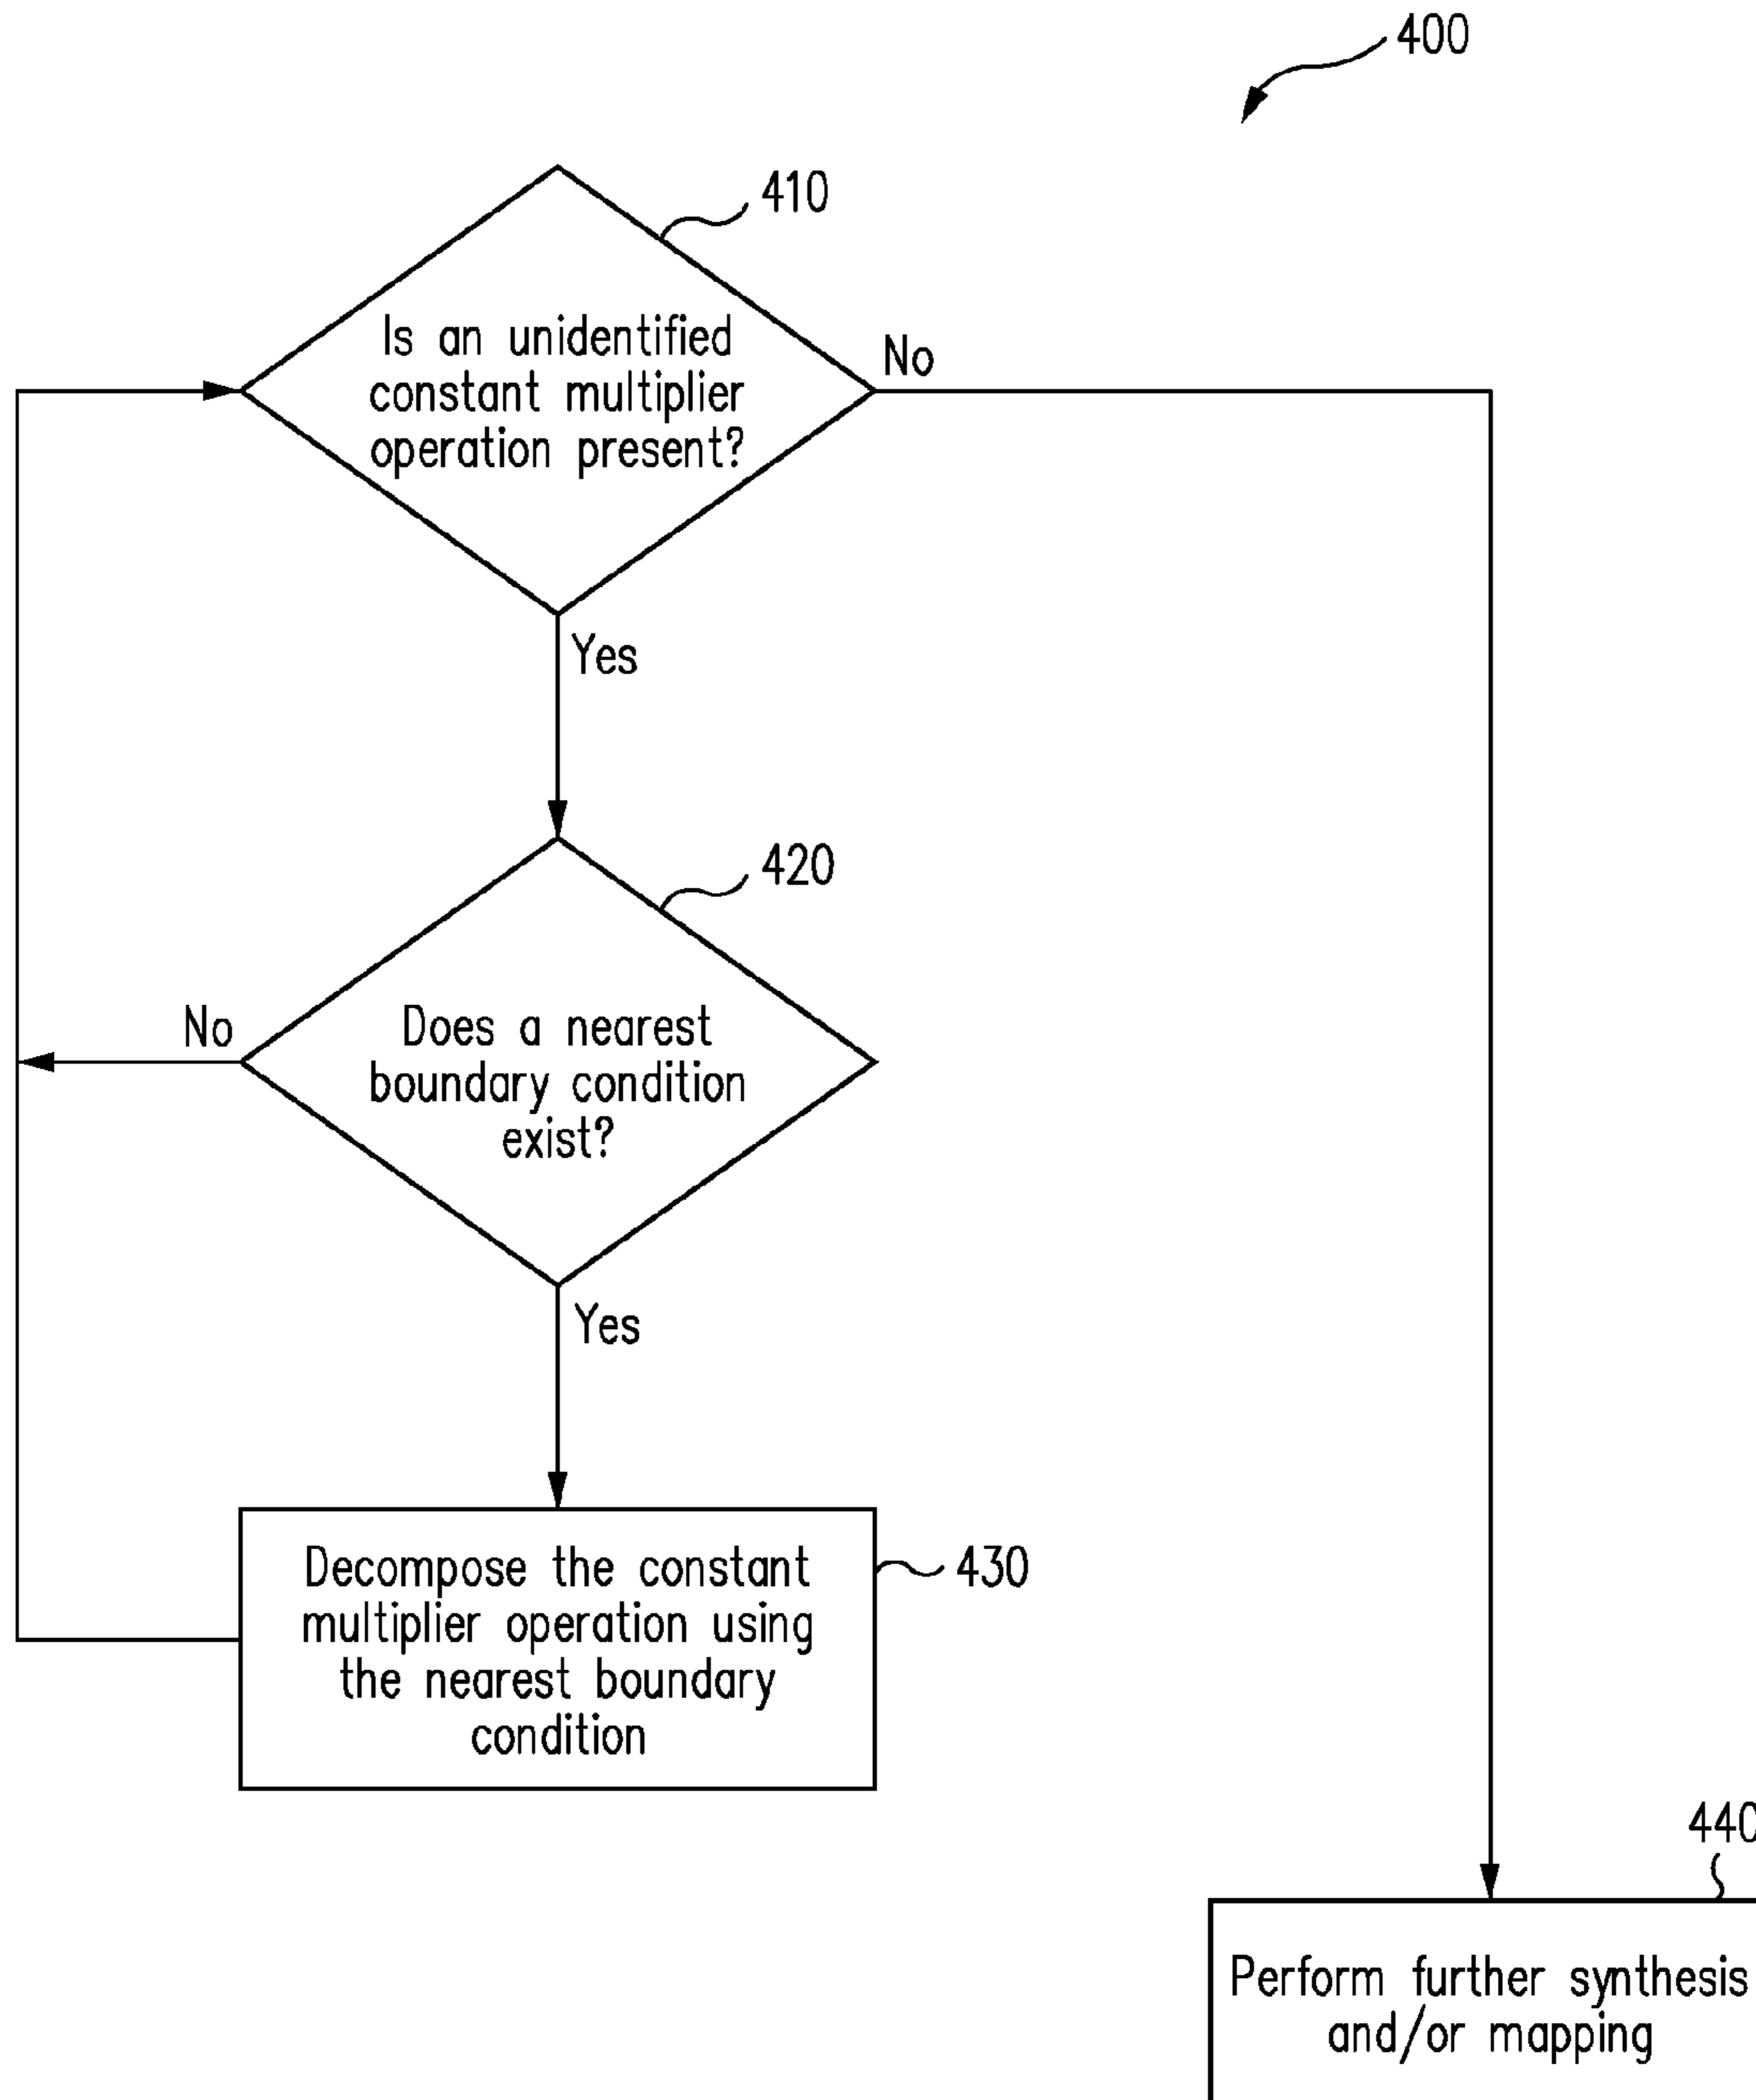 400
410
Is an unidentified
constant multiplier
operation present?
No
Yes
420
Does a nearest
boundary condition
exist?
No
Yes
Decompose the constant
multiplier operation using
the nearest boundary
condition
430
440
Perform further synthesis
and/or mapping